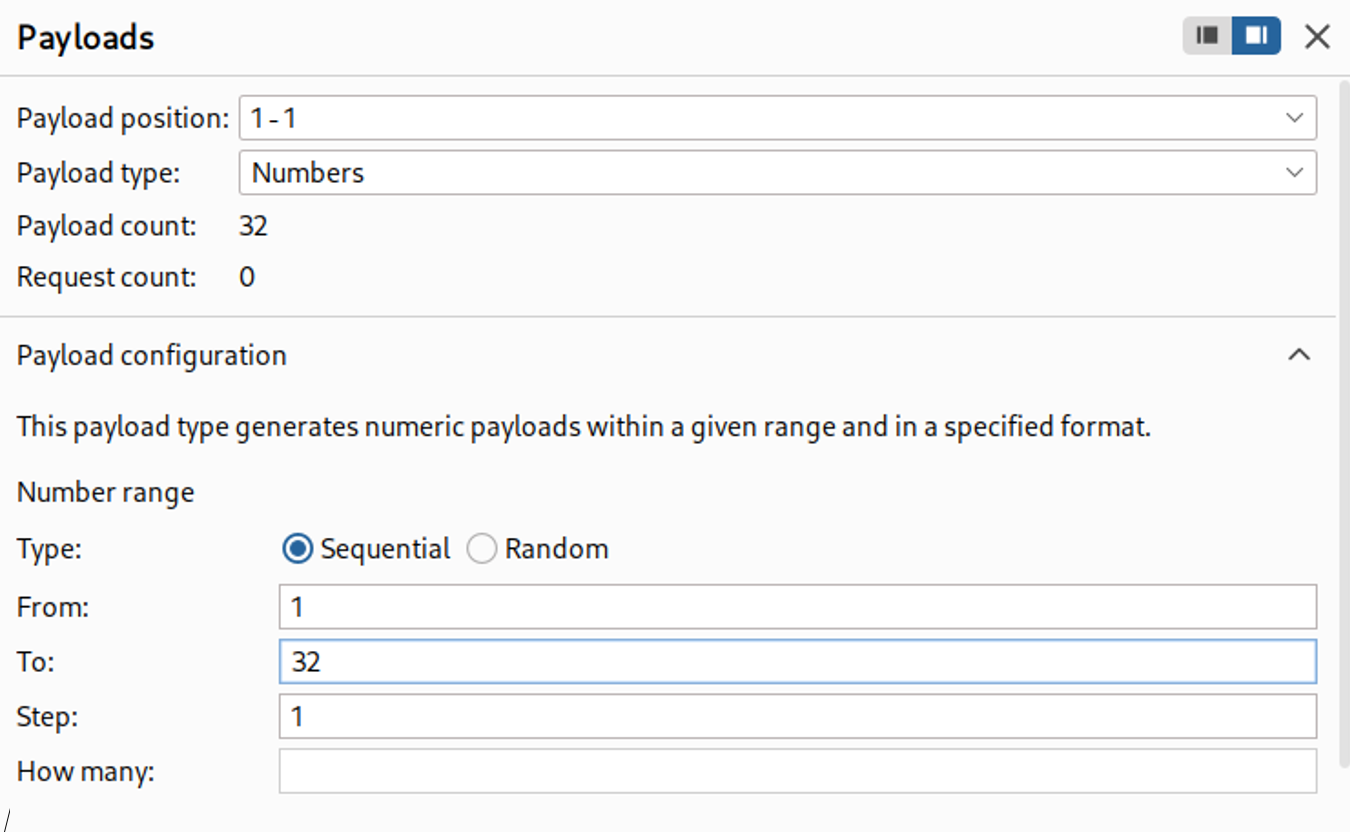 Payloads
Payload position: 1 - 1
Payload type: Numbers
Payload count: 32
Request count: 0
Payload configuration
This payload type generates numeric payloads within a given range and in a specified format.
Number range
Type: Sequential Random
From: 1
To: 32
Step: 1
How many: